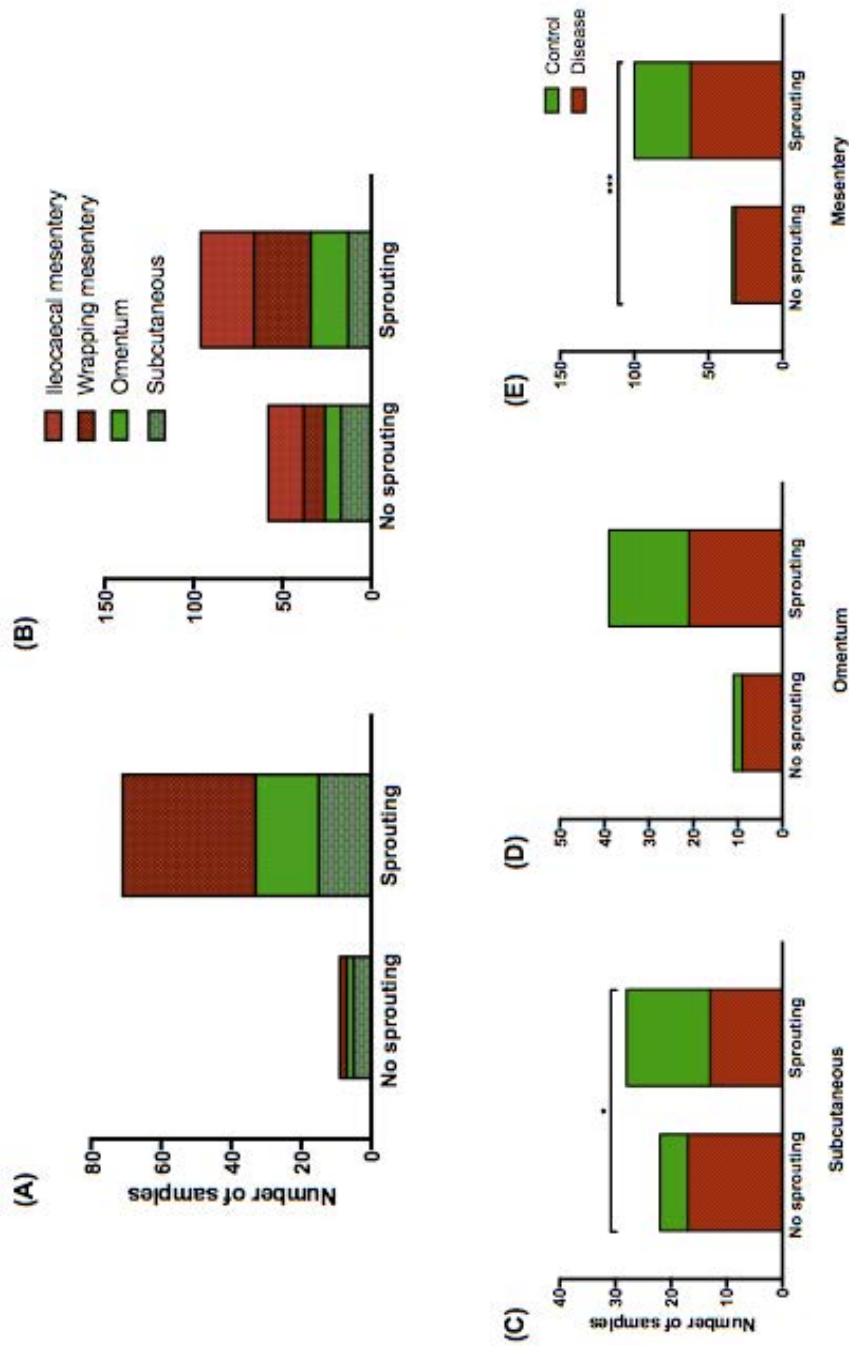 (A)
Number of samples
80
60
40
20
0
No sprouting
Sprouting
(B)
150
100
50
0
No sprouting
Sprouting
Ileocaecal mesentery
Wrapping mesentery
Omentum
Subcutaneous
(C)
Number of samples
40
30
20
10
0
*
No sprouting
Sprouting
Subcutaneous
(D)
50
40
30
20
10
0
No sprouting
Sprouting
Omentum
(E)
150
100
50
0
***
No sprouting
Sprouting
Mesentery
Control
Disease